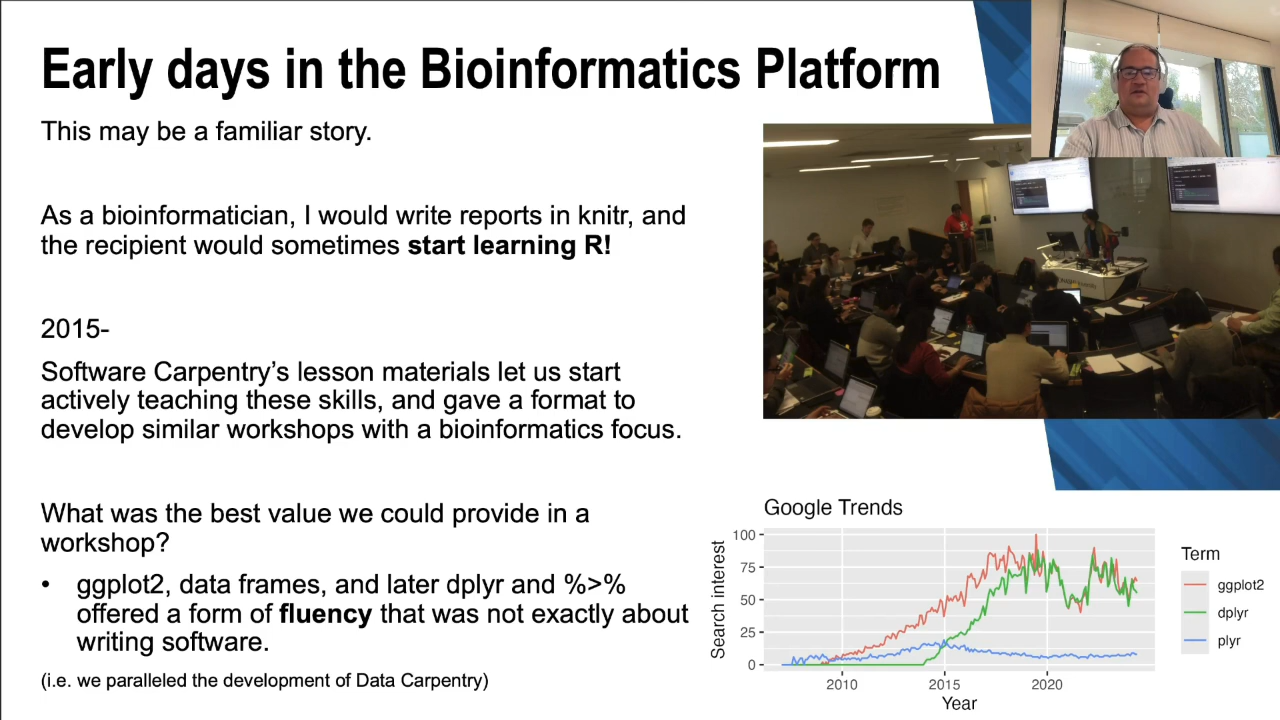 Early days in the Bioinformatics Platform
This may be a familiar story.
As a bioinformatician, I would write reports in knitr, and
the recipient would sometimes start learning R!
2015-
Software Carpentry’s lesson materials let us start
actively teaching these skills, and gave a format to
develop similar workshops with a bioinformatics focus.
What was the best value we could provide in a
workshop?
• ggplot2, data frames, and later dplyr and %>%
offered a form of fluency that was not exactly about
writing software.
(i.e. we paralleled the development of Data Carpentry)
Google Trends
Search interest
100
75
50
25
0
2010
2015
2020
Year
Term
ggplot2
dplyr
plyr